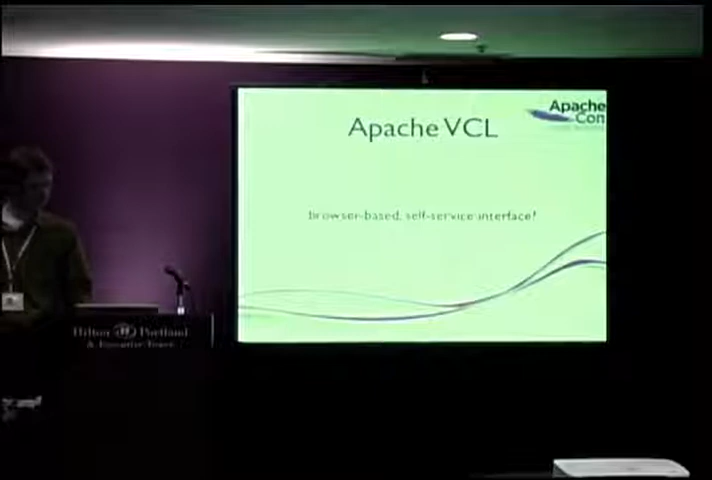 Apache
Con
Apache VCL
Browser-based, self-service interface?
Hilton Portland
& Executive Tower